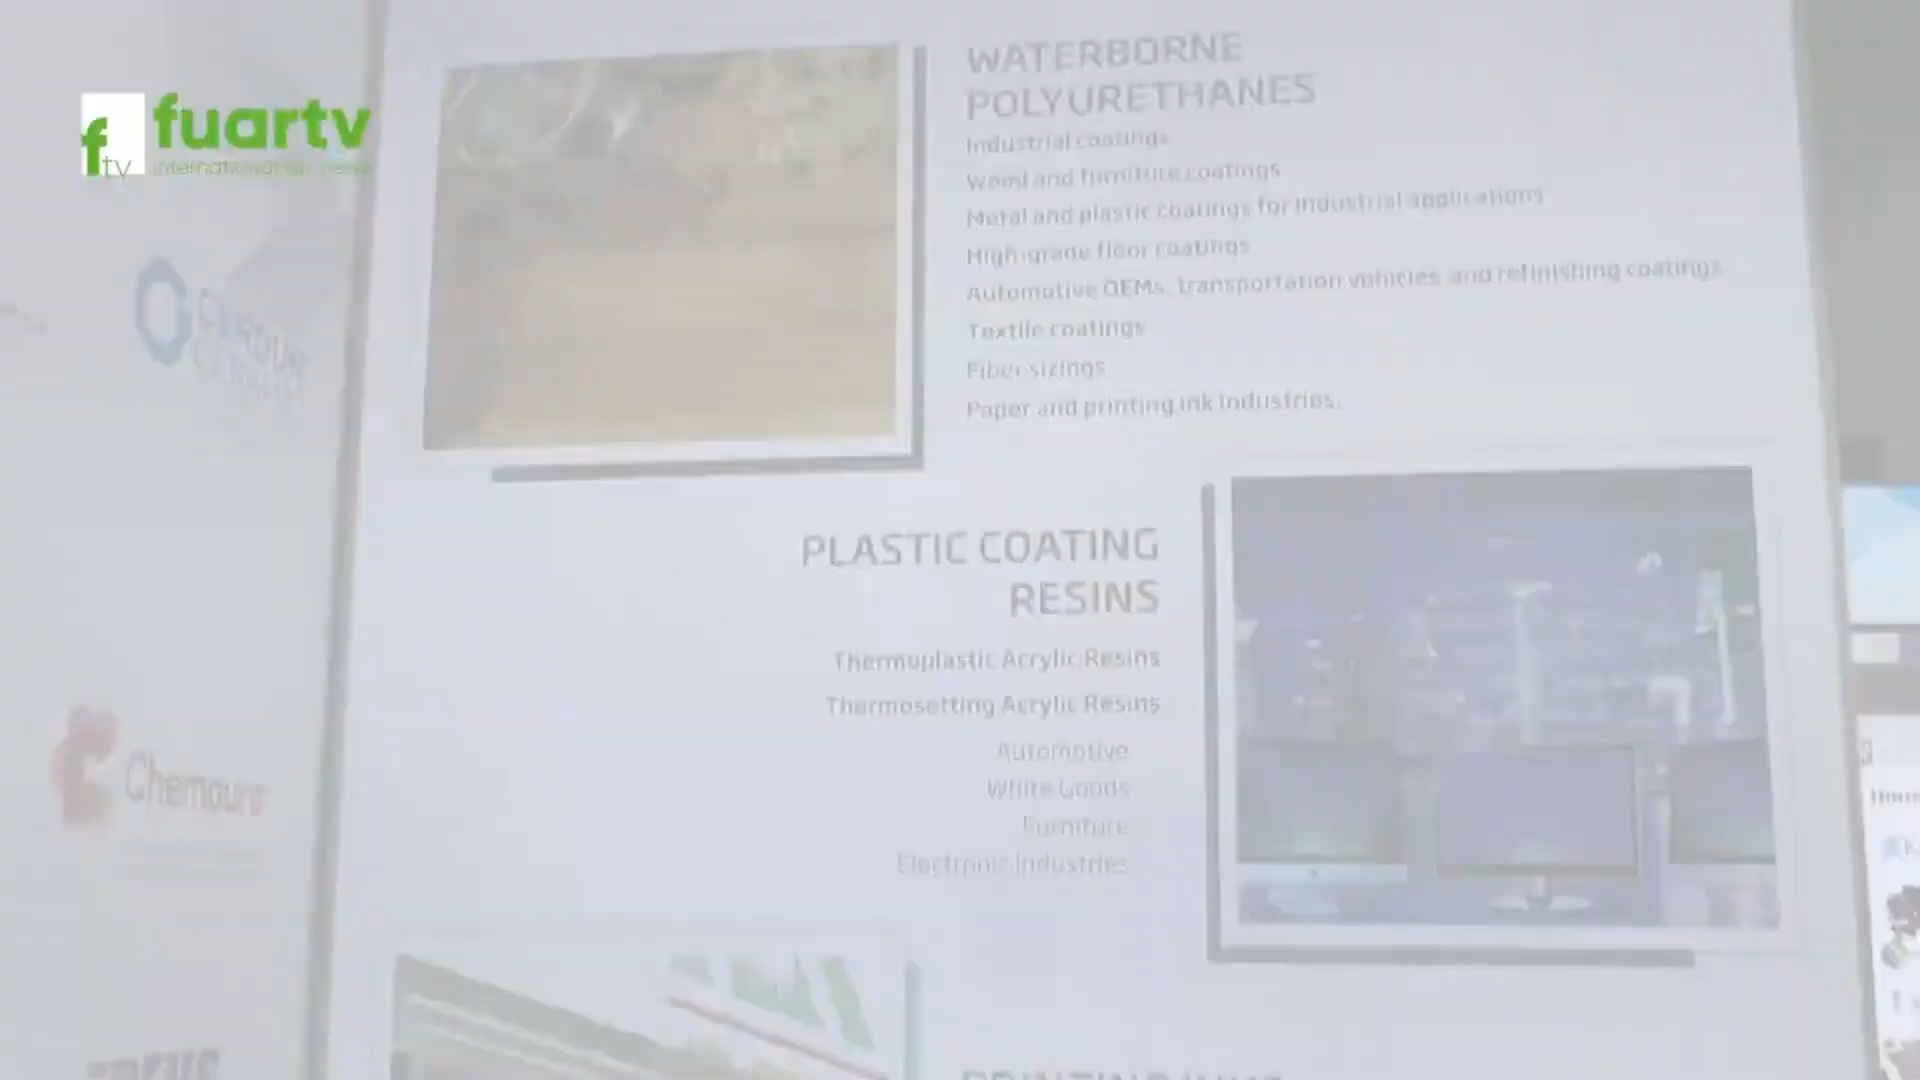 fuartv
f
tv
international
WATERBORNE
POLYURETHANES
Industrial coatings
Wood and furniture coatings
Metal and plastic coatings for industrial applications
High-grade floor coatings
Automotive OEMs, transportation vehicles and refinishing coatings
Textile coatings
Fiber sizings
Paper and printing ink Industries.
PLASTIC COATING
RESINS
Thermoplastic Acrylic Resins
Thermosetting Acrylic Resins
Automotive
White Goods
Furniture
Electronic Industries
Chemours